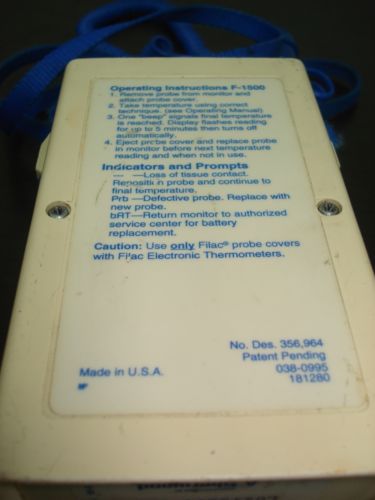 Operating Instructions F-1500
1. Remove probe from monitor and
attach probe cover.
2. Take temperature using correct
technique. (see Operating Manual)
3. One "beep" signals final temperature
is reached. Display flashes reading
for up to 5 minutes then turns off
automatically.
4. Eject probe cover and replace probe
in monitor before next temperature
reading and when not in use.
Indicators and Prompts
— —Loss of tissue contact.
Reposition probe and continue to
final temperature.
Prb —Defective probe. Replace with
new probe.
bRT—Return monitor to authorized
service center for battery
replacement.
Caution: Use only Filac® probe covers
with Filac Electronic Thermometers.
No. Des. 356,964
Patent Pending
038-0995
181280
Made in U.S.A.